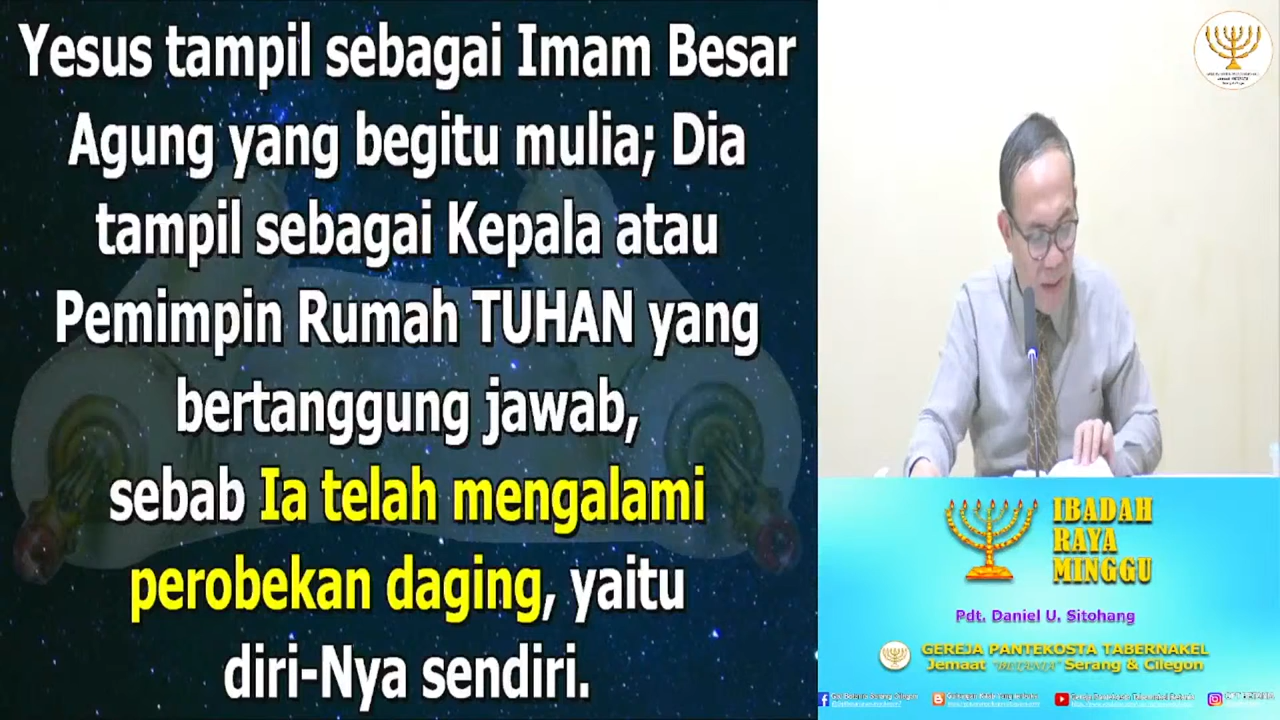 Yesus tampil sebagai Imam Besar
Agung yang begitu mulia; Dia
tampil sebagai Kepala atau
Pemimpin Rumah TUHAN yang
bertanggung jawab,
sebab Ia telah mengalami
perobekan daging, yaitu
diri-Nya sendiri.
IBADAH
RAYA
MINGGU
Pdt. Daniel U. Sitohang
GEREJA PANTEKOSTA TABERNAKEL
Jemaat "BETANIA" Serang & Cilegon